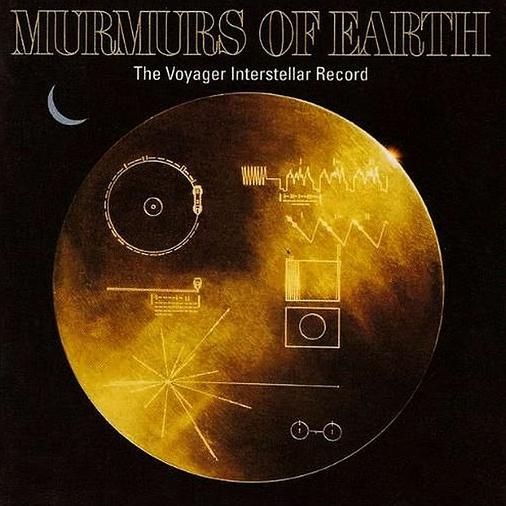 MURMURS OF EARTH
The Voyager Interstellar Record